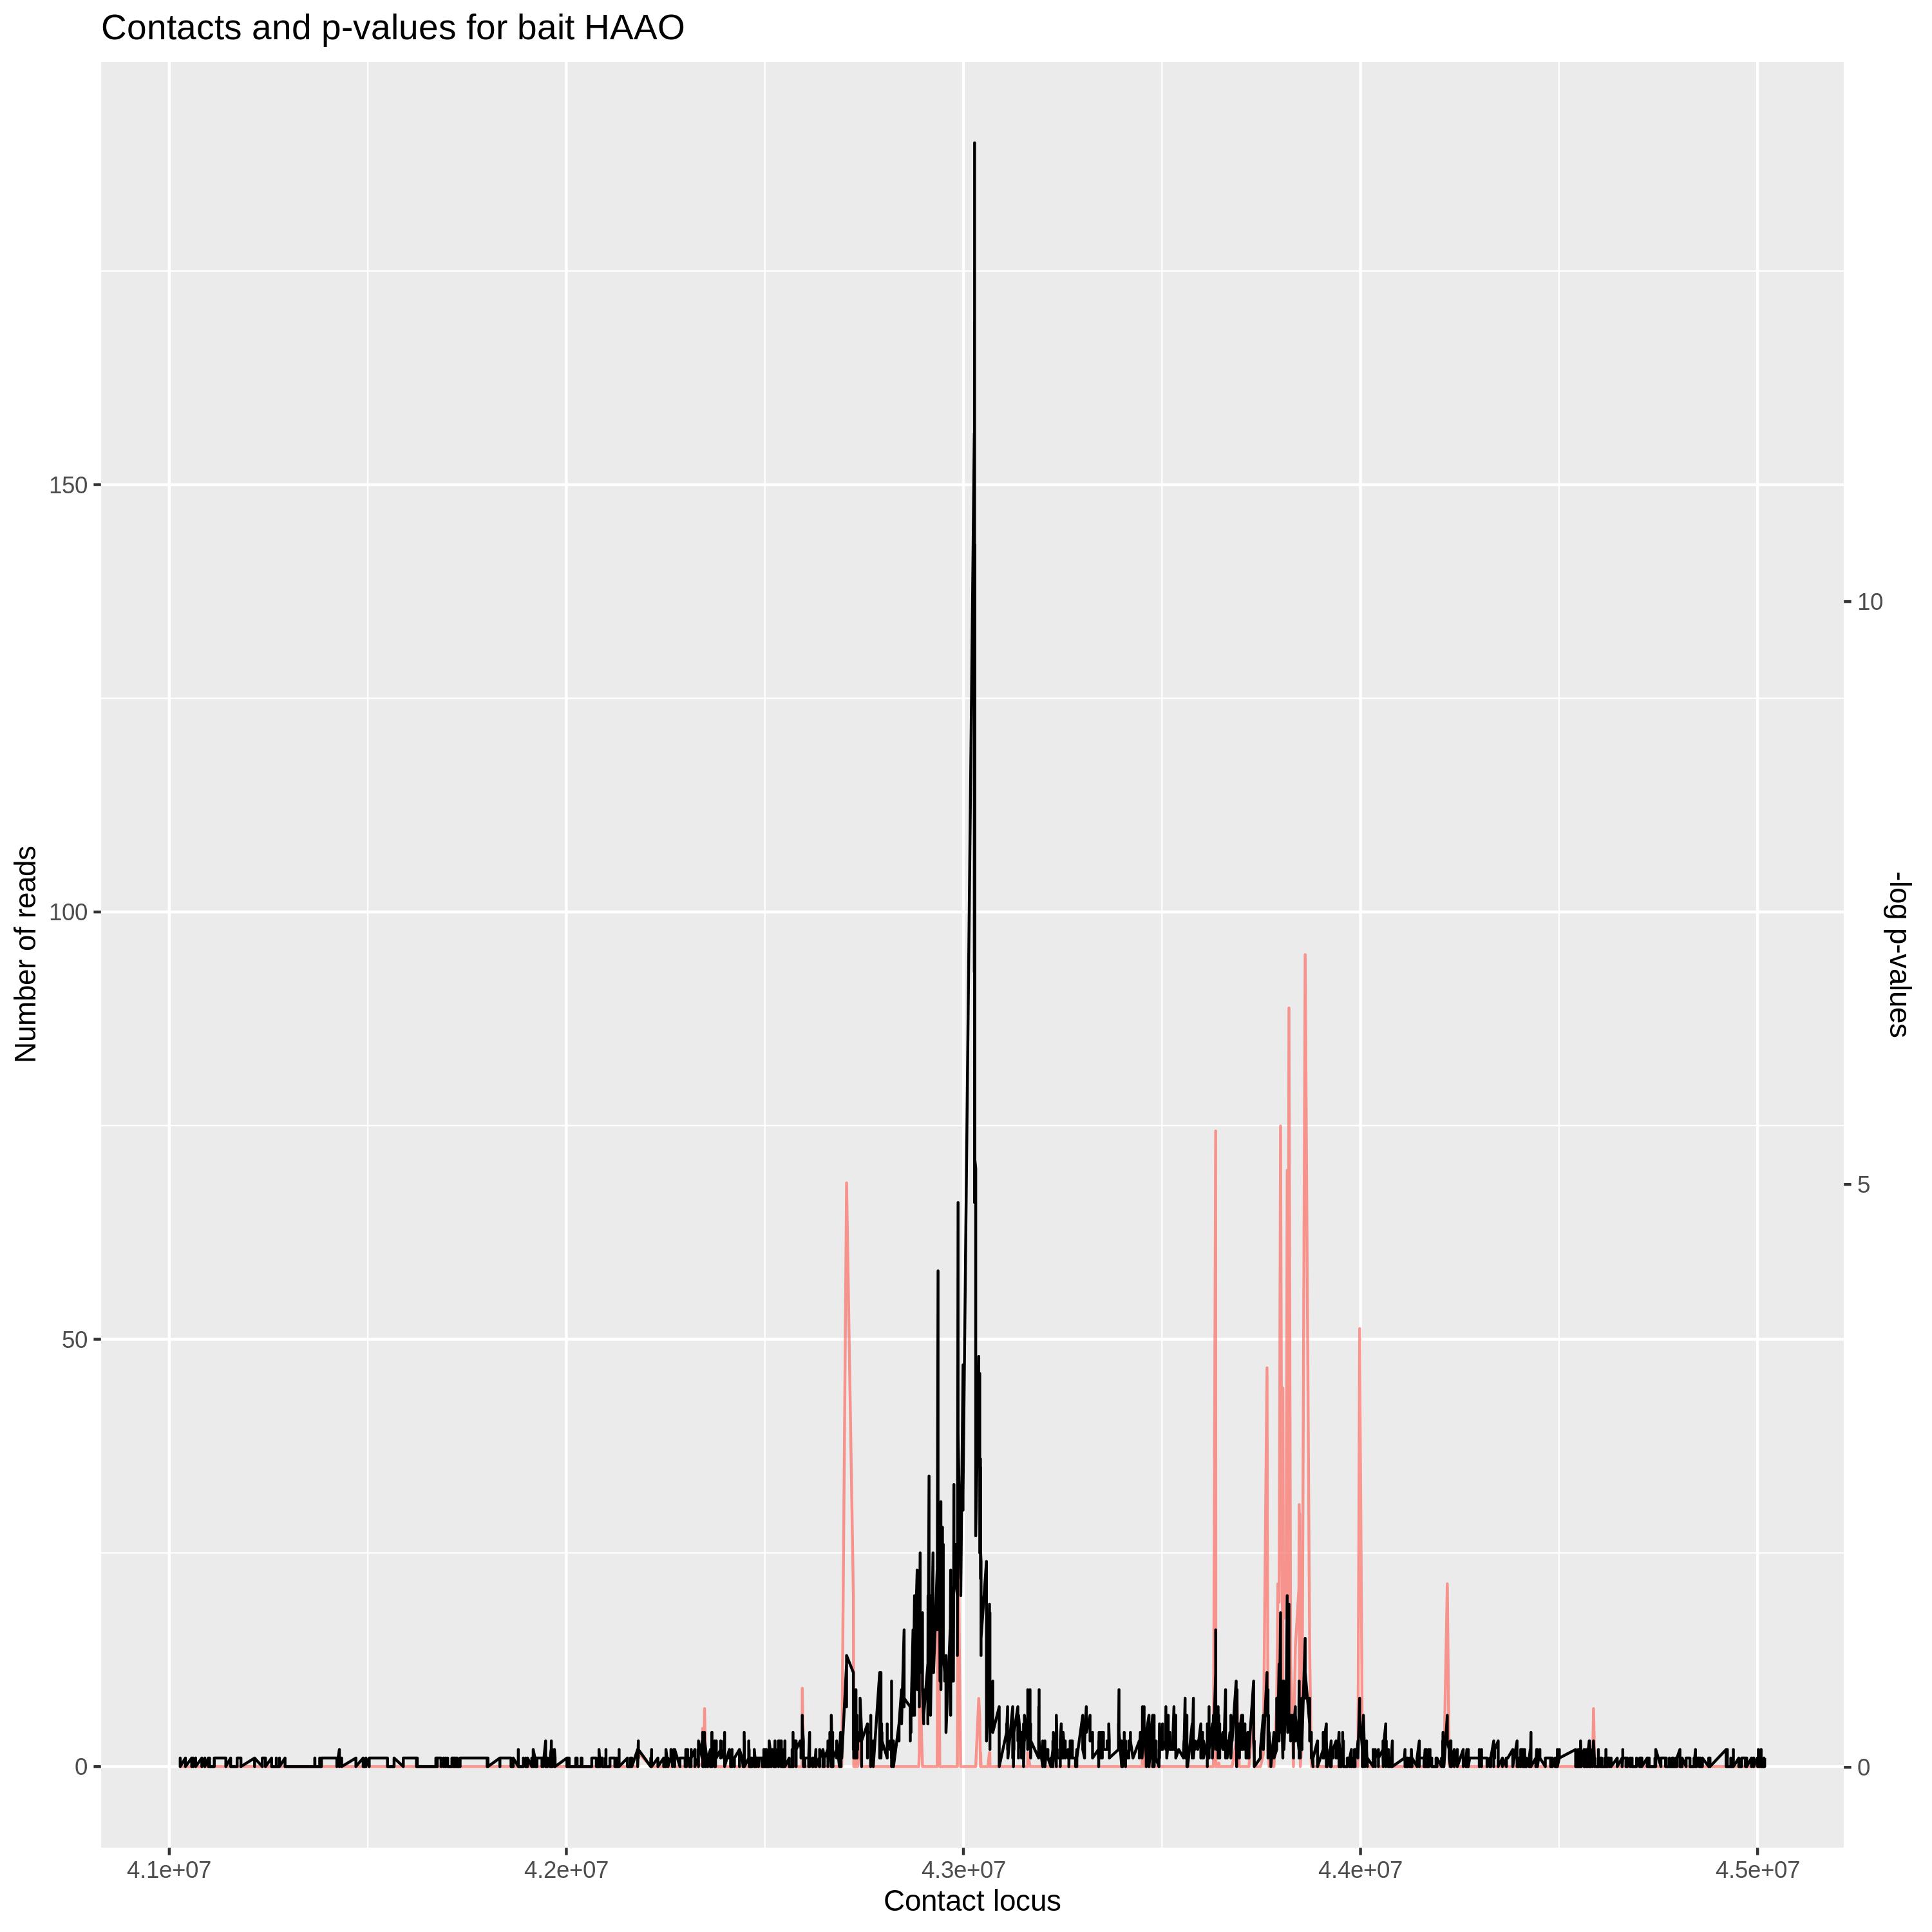 Contacts and p-values for bait HAAO
150
100
50
0
Number of reads
10
5
0
-log p-values
4.1e+07
4.2e+07
4.3e+07
4.4e+07
4.5e+07
Contact locus